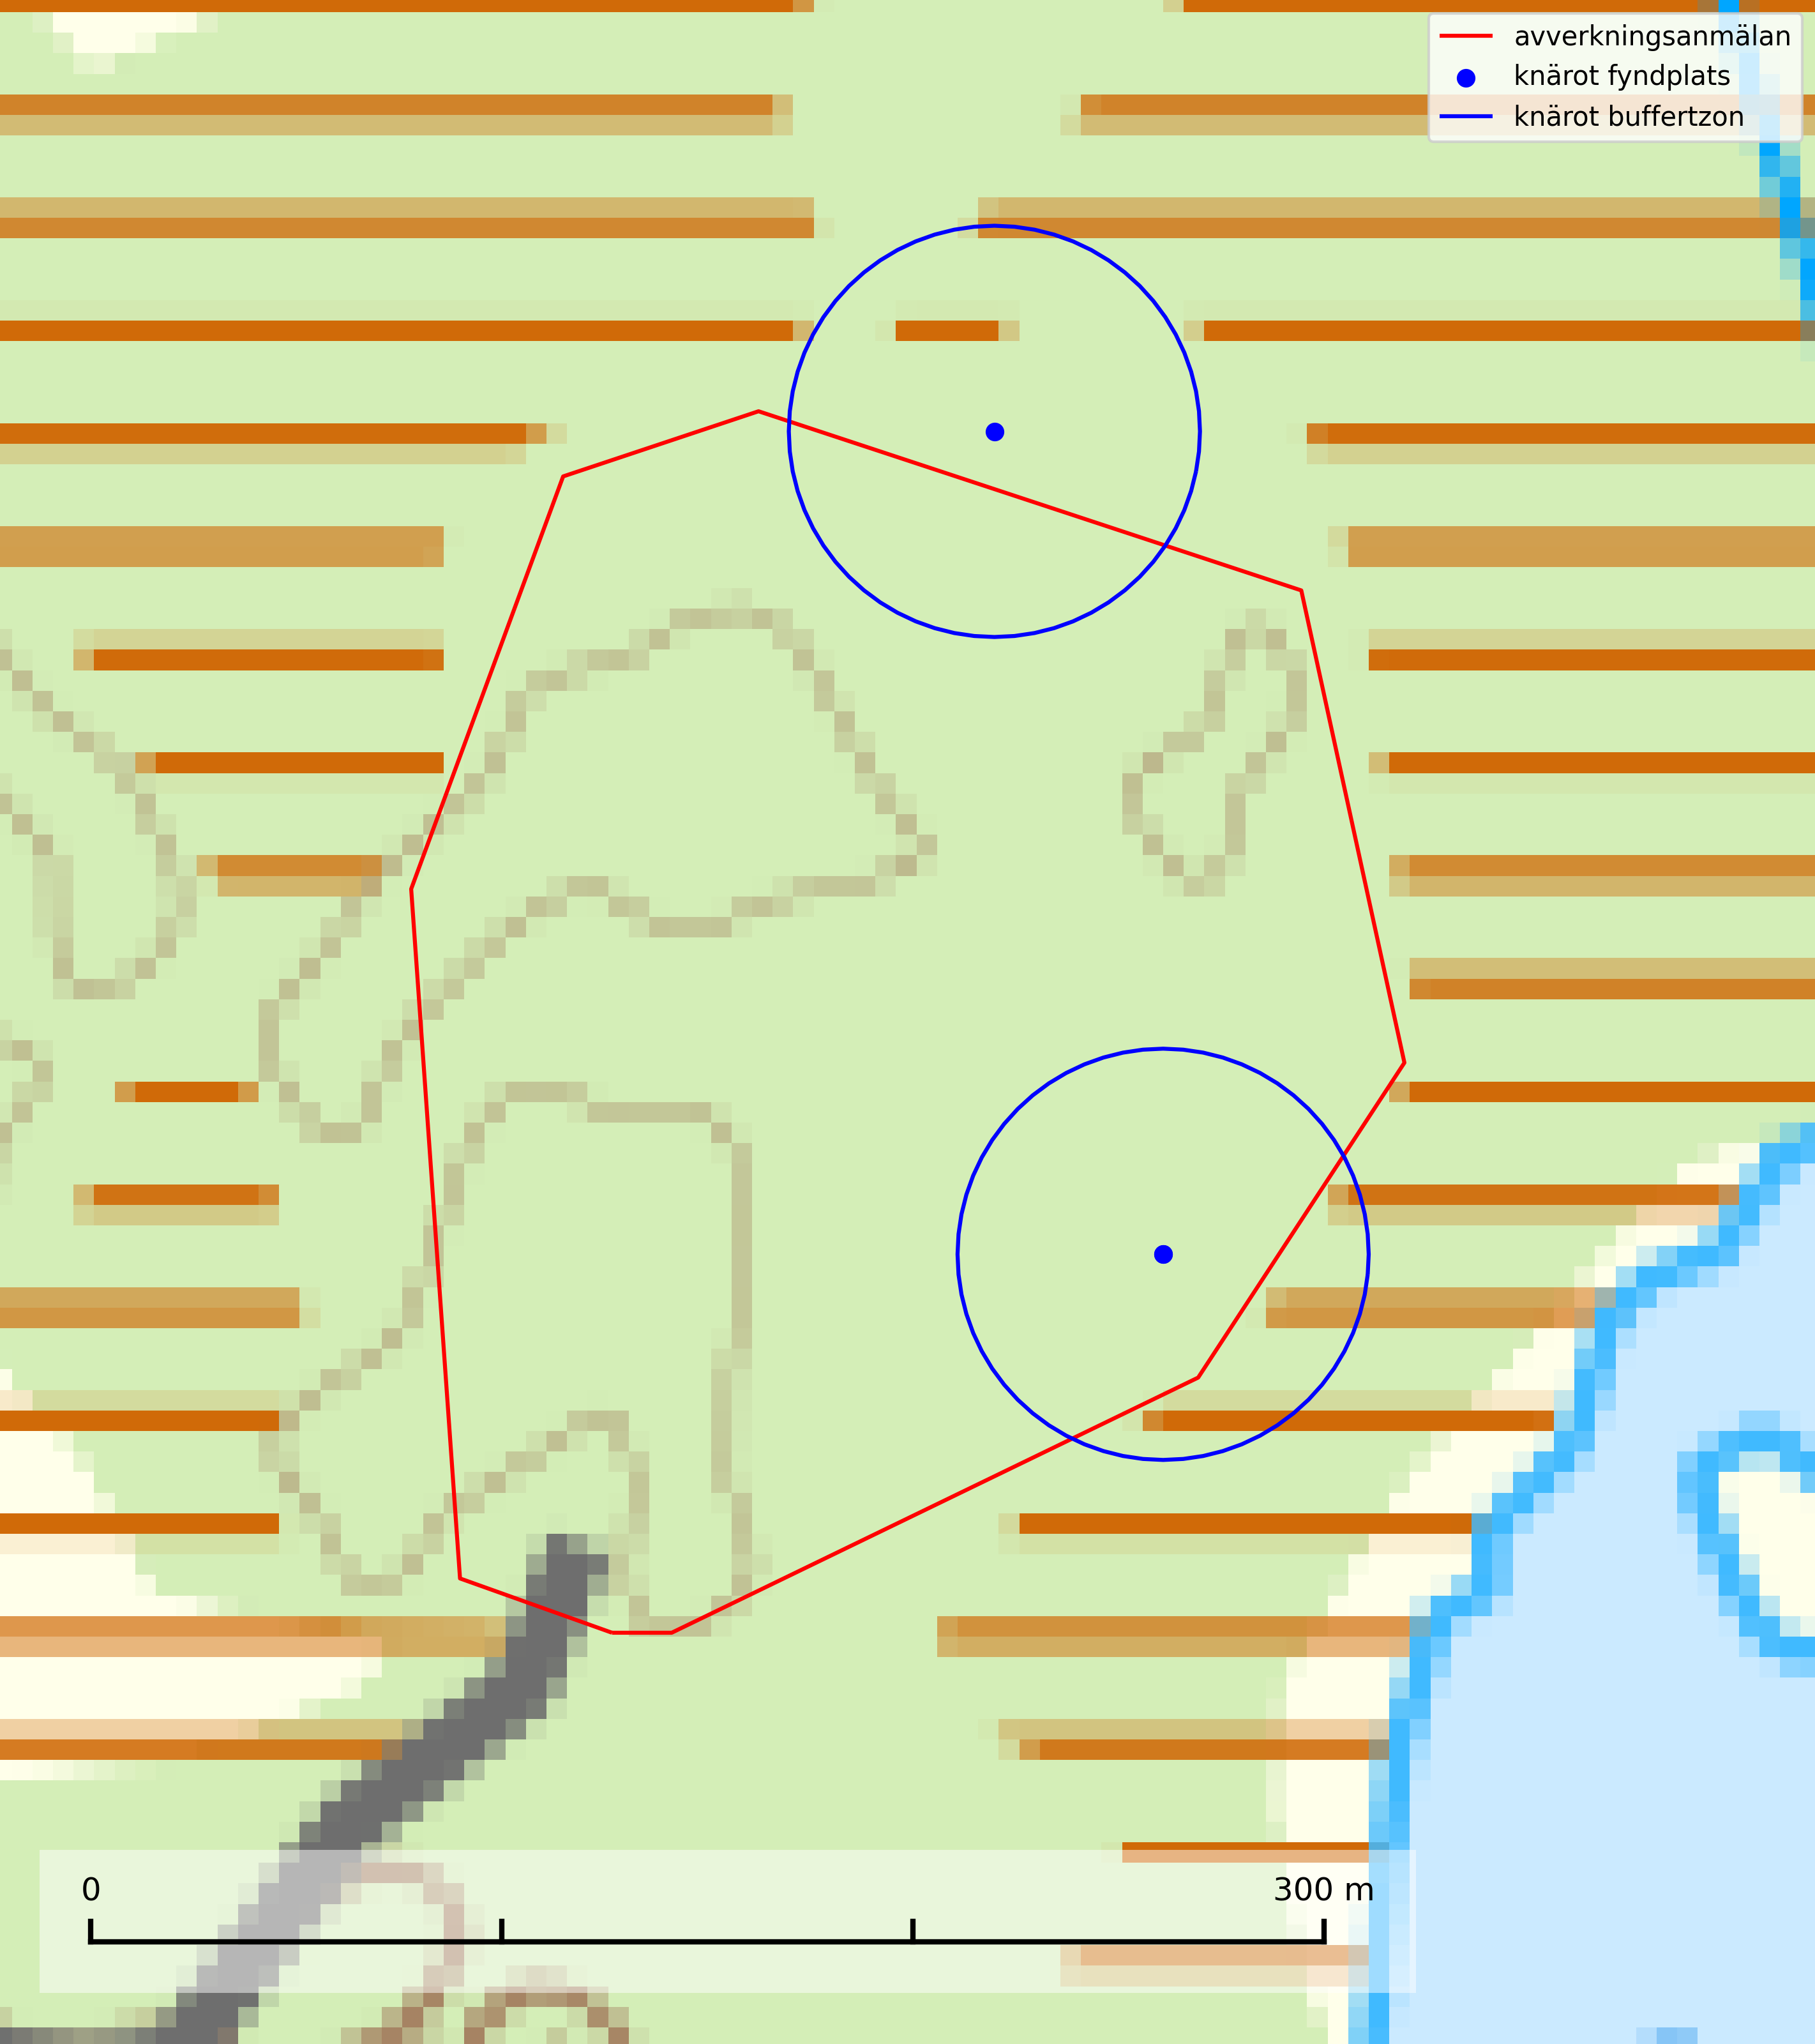 avverkningsanmälan
knärot fyndplats
knärot buffertzon
0
300 m